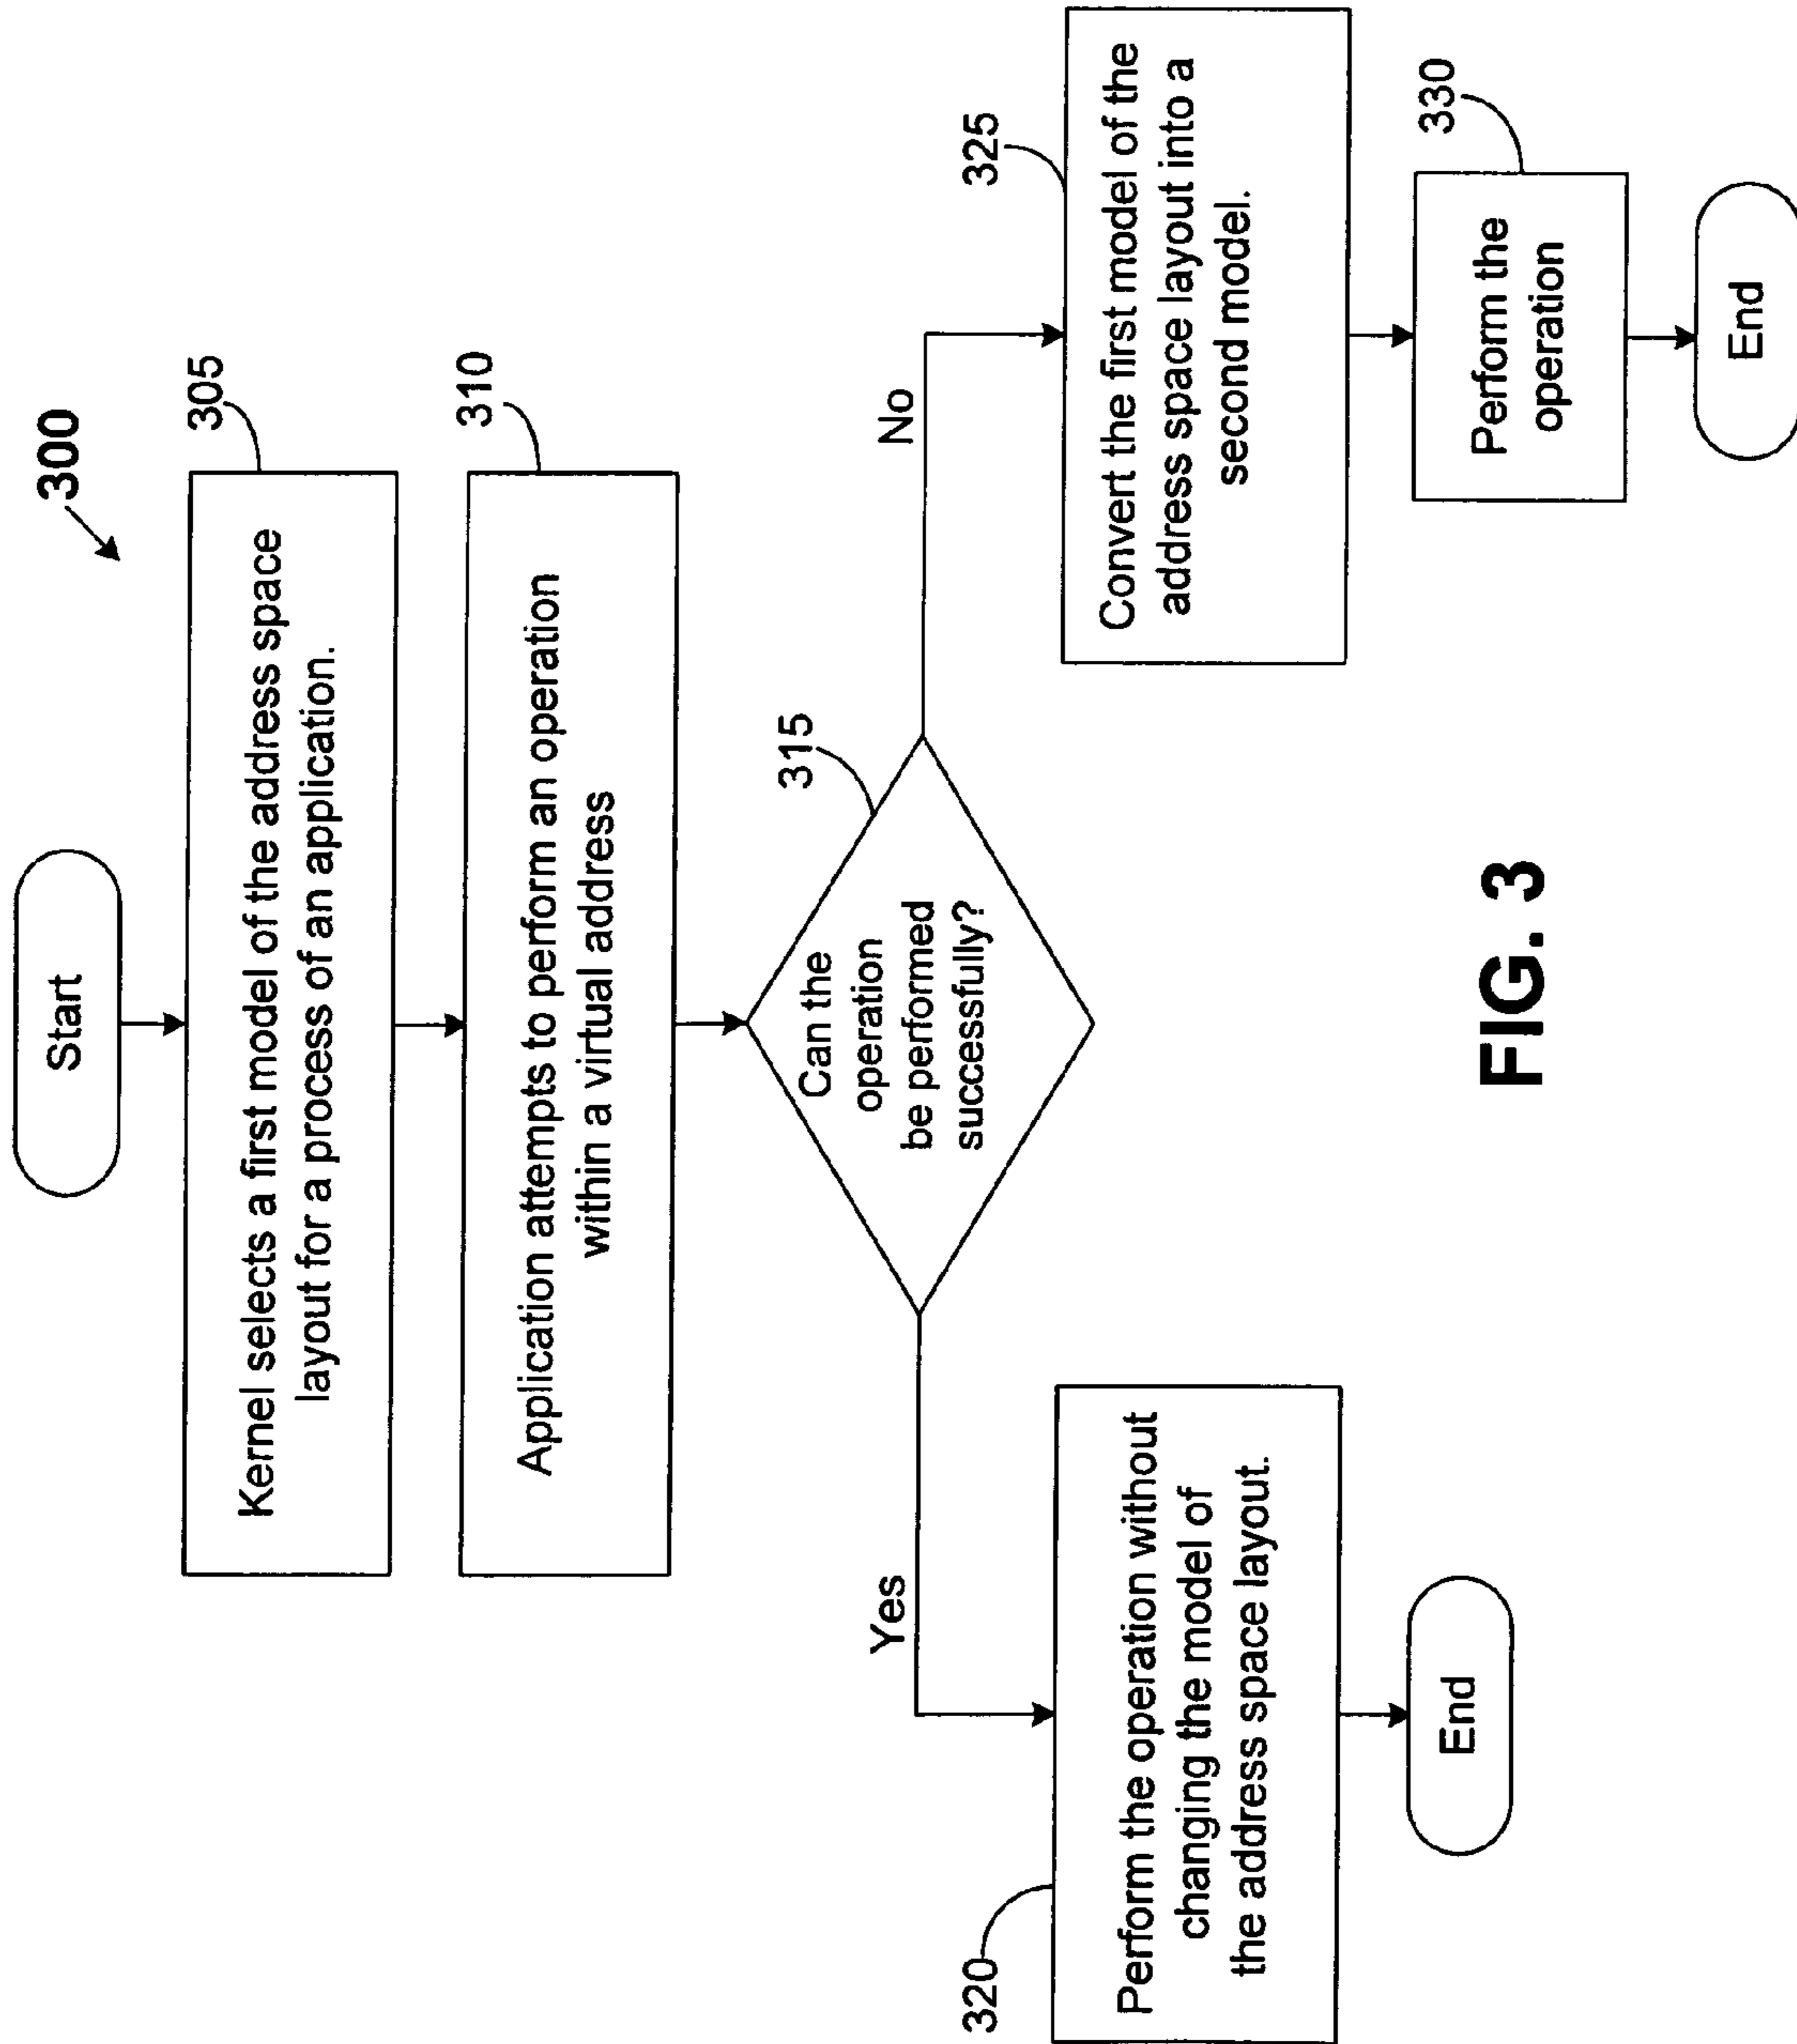 300
Start
305
Kernel selects a first model of the address space
layout for a process of an application.
310
Application attempts to perform an operation
within a virtual address
315
Can the
operation
be performed
successfully?
Yes
No
320
Perform the operation without
changing the model of
the address space layout.
End
325
Convert the first model of the
address space layout into a
second model.
330
Perform the
operation
End
FIG. 3